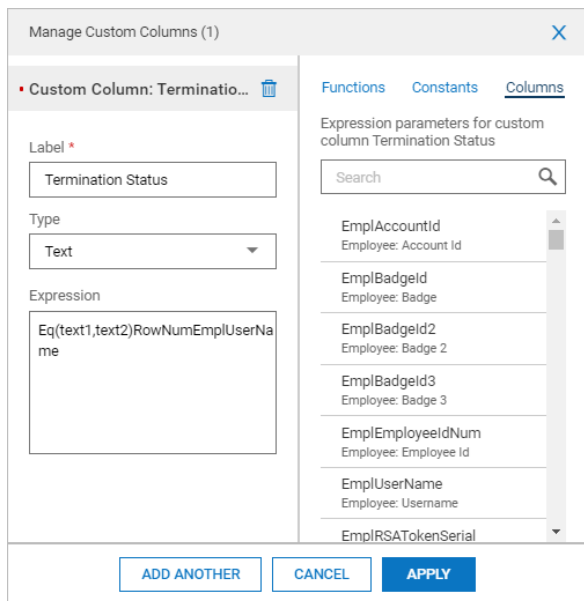 Manage Custom Columns (1)
X
• Custom Column: Terminatio...
Label *
Termination Status
Type
Text
Expression
Eq(text1,text2)RowNumEmplUserNa
me
Functions Constants Columns
Expression parameters for custom
column Termination Status
Search
EmplAccountId
Employee: Account Id
EmplBadgeId
Employee: Badge
EmplBadgeId2
Employee: Badge 2
EmplBadgeId3
Employee: Badge 3
EmplEmployeeIdNum
Employee: Employee Id
EmplUserName
Employee: Username
EmplRSATokenSerial
ADD ANOTHER CANCEL APPLY